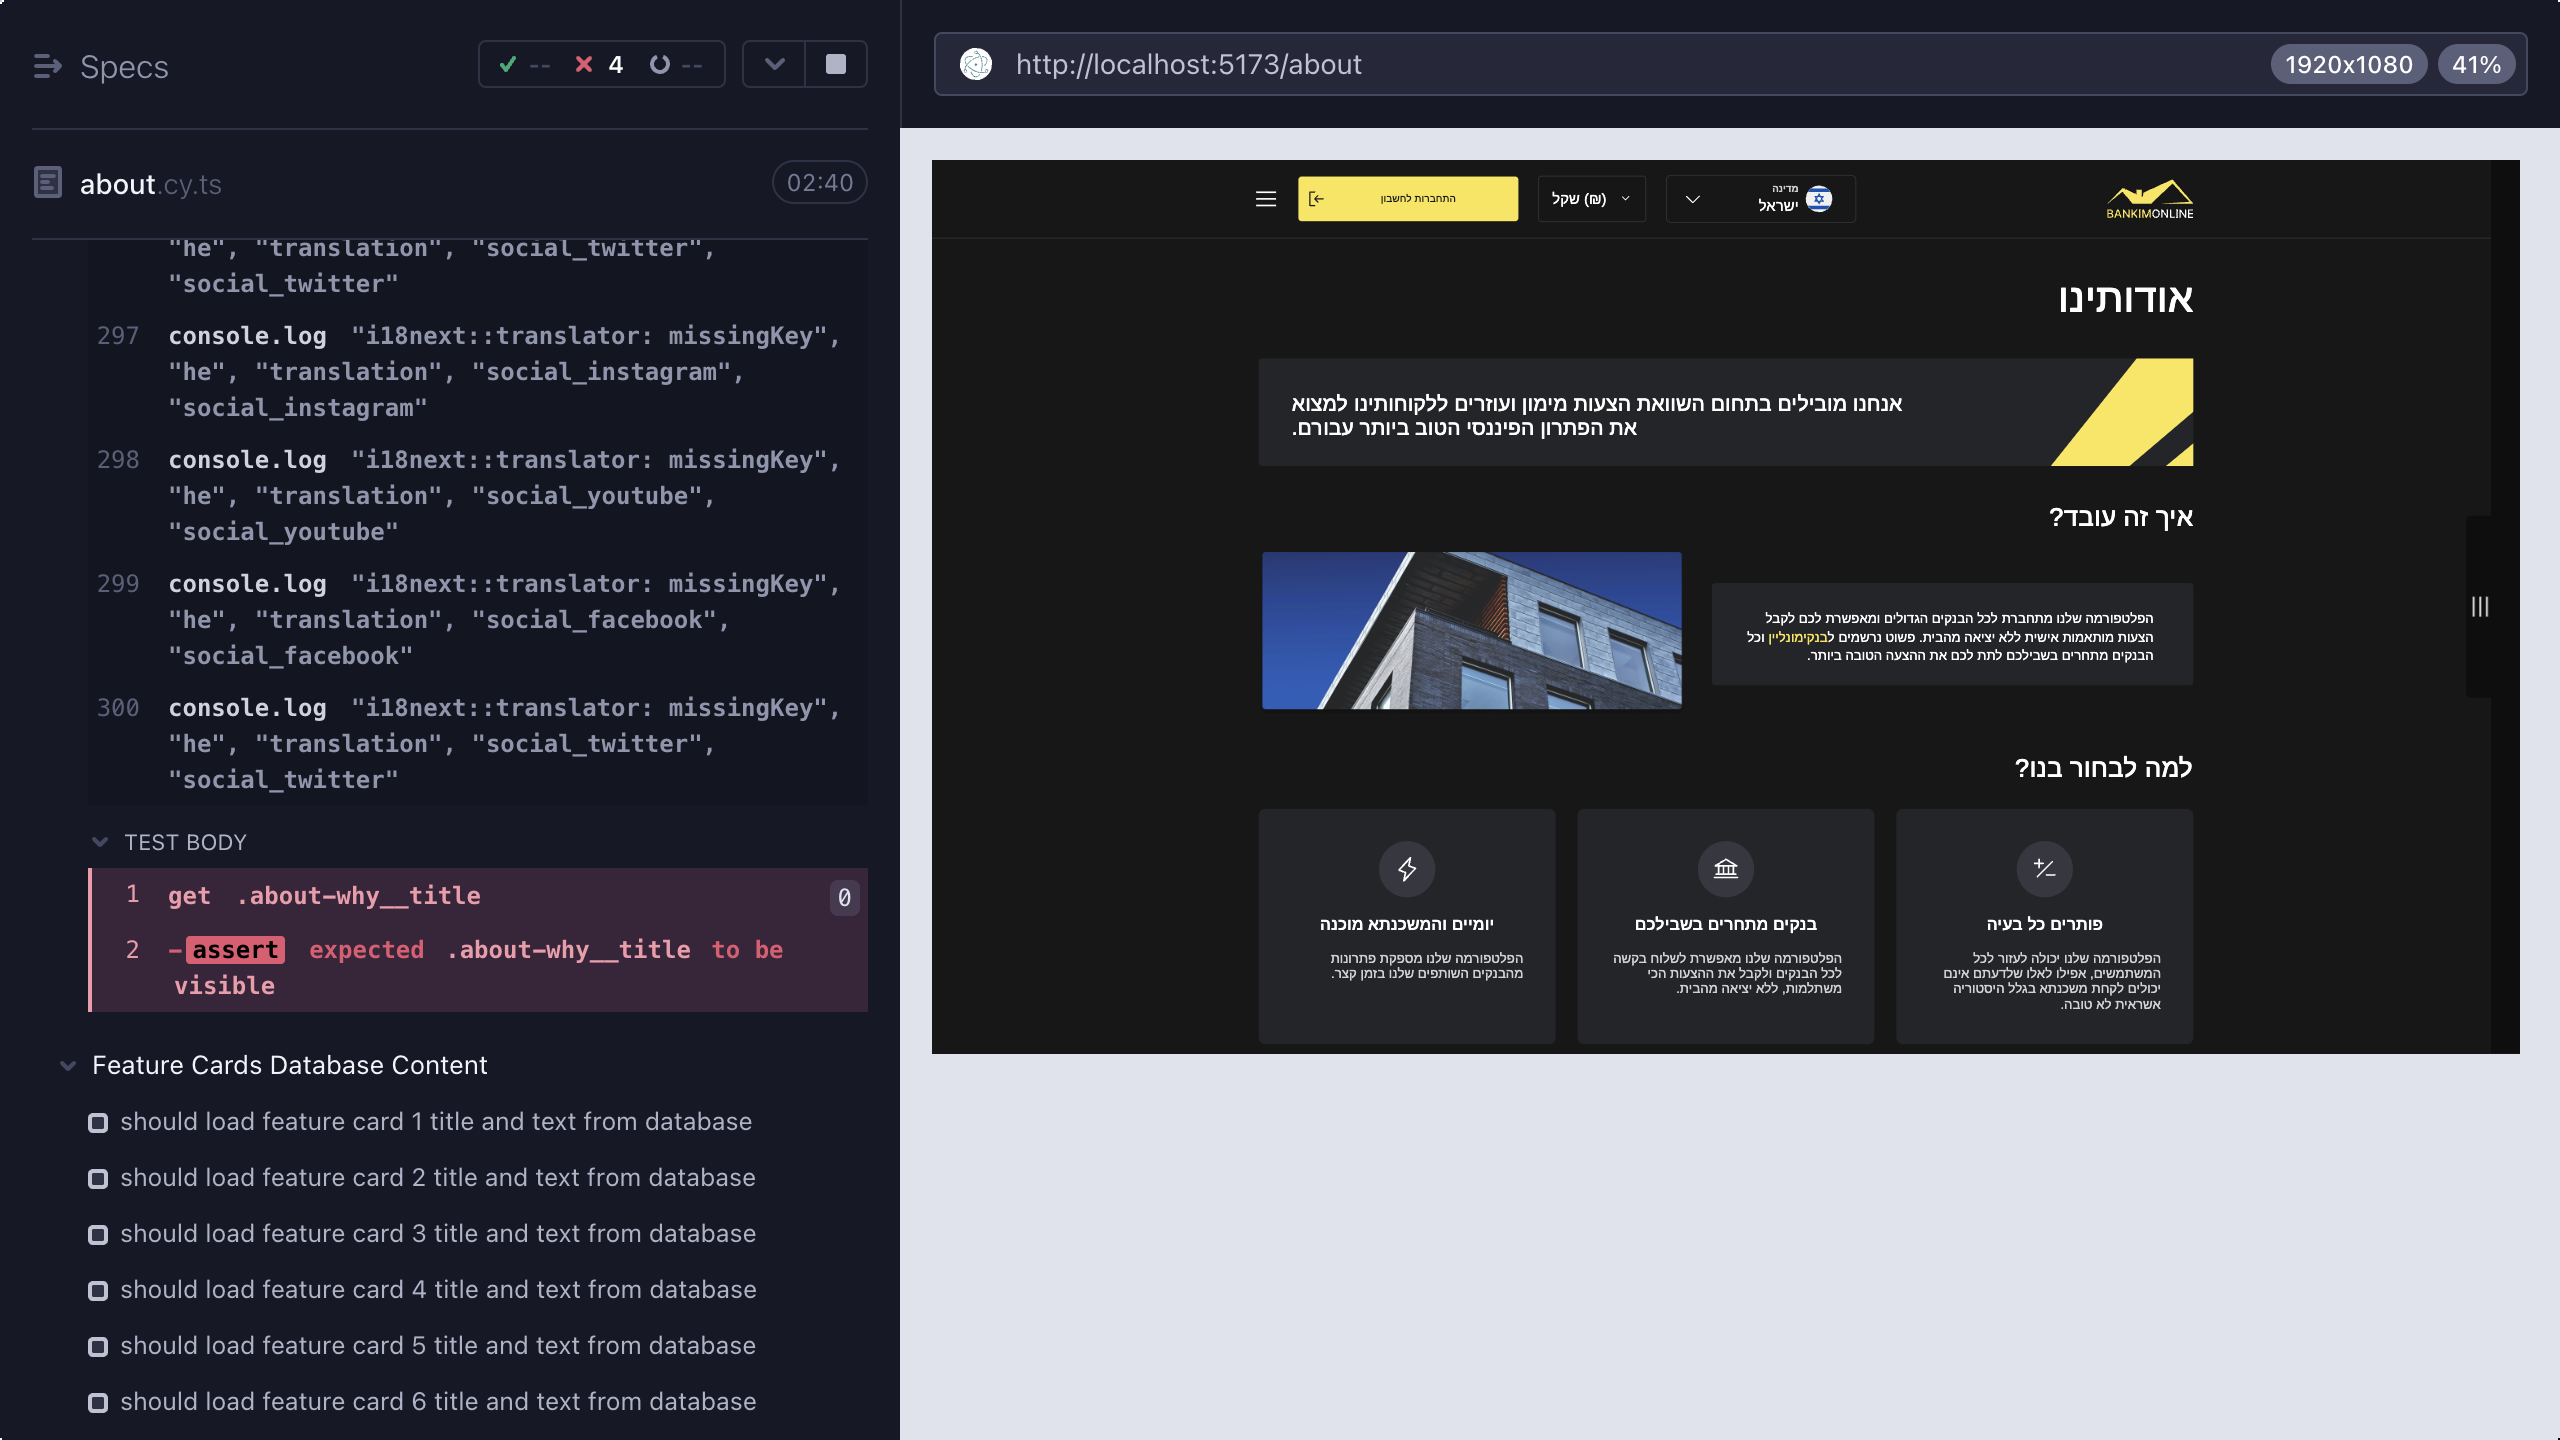 Specs
-- 4 --
about.cy.ts
02:40
"he", "translation", "social_twitter",
"social_twitter"
297 console.log "i18next::translator: missingKey",
"he", "translation", "social_instagram",
"social_instagram"
298 console.log "i18next::translator: missingKey",
"he", "translation", "social_youtube",
"social_youtube"
299 console.log "i18next::translator: missingKey",
"he", "translation", "social_facebook",
"social_facebook"
300 console.log "i18next::translator: missingKey",
"he", "translation", "social_twitter",
"social_twitter"
TEST BODY
1 get .about-why__title 0
2 -assert expected .about-why__title to be
visible
Feature Cards Database Content
should load feature card 1 title and text from database
should load feature card 2 title and text from database
should load feature card 3 title and text from database
should load feature card 4 title and text from database
should load feature card 5 title and text from database
should load feature card 6 title and text from database
http://localhost:5173/about
1920x1080
41%
BANKIMONLINE
מדינה
ישראל
(₪) שקל
התחברות לחשבון
אודותינו
אנחנו מובילים בתחום השוואת הצעות מימון ועוזרים ללקוחותינו למצוא
את הפתרון הפיננסי הטוב ביותר עבורם.
איך זה עובד?
הפלטפורמה שלנו מתחברת לכל הבנקים הגדולים ומאפשרת לכם לקבל
הצעות מותאמות אישית ללא יציאה מהבית. פשוט נרשמים לבנקימונליין וכל
הבנקים מתחרים בשבילכם לתת לכם את ההצעה הטובה ביותר.
למה לבחור בנו?
פותרים כל בעיה
הפלטפורמה שלנו יכולה לעזור לכל
המשתמשים, אפילו לאלו שלדעתם אינם
יכולים לקחת משכנתא בגלל היסטוריה
אשראית לא טובה.
בנקים מתחרים בשבילכם
הפלטפורמה שלנו מאפשרת לשלוח בקשה
לכל הבנקים ולקבל את ההצעות הכי
משתלמות, ללא יציאה מהבית.
יומיים והמשכנתא מוכנה
הפלטפורמה שלנו מספקת פתרונות
מהבנקים השותפים שלנו בזמן קצר.